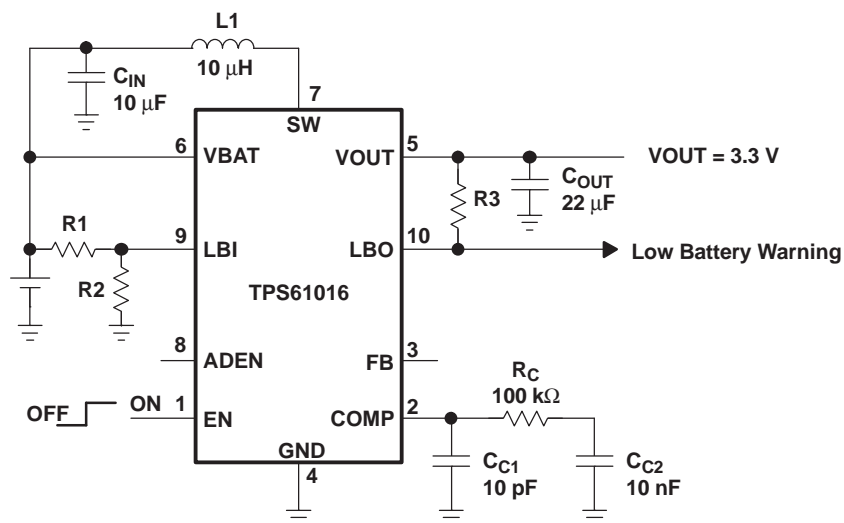 L1
10 μH
CIN
10 μF
7
SW
6
VBAT
VOUT
5
VOUT = 3.3 V
R3
COUT
22 μF
R1
9
LBI
LBO
10
Low Battery Warning
R2
TPS61016
8
ADEN
FB
3
RC
100 kΩ
OFF
ON
1
EN
COMP
2
GND
4
CC1
10 pF
CC2
10 nF